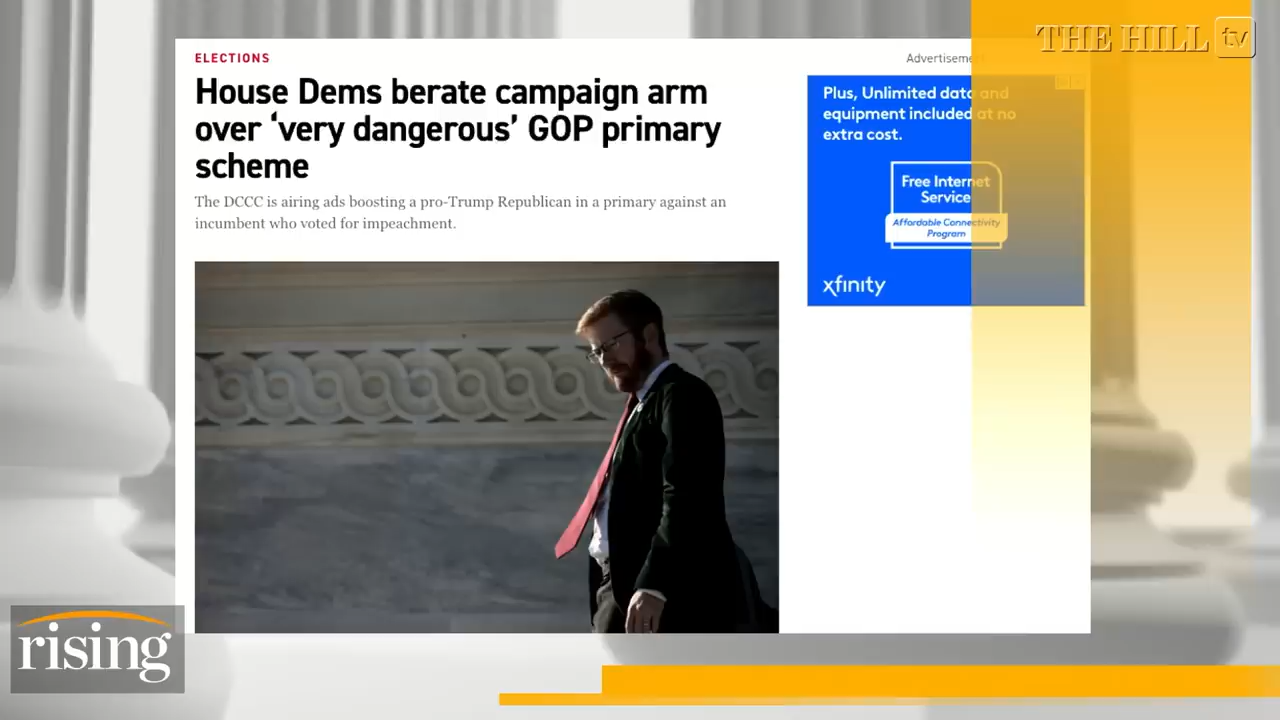 THE HILL tv
ELECTIONS
House Dems berate campaign arm
over ‘very dangerous’ GOP primary
scheme
The DCCC is airing ads boosting a pro-Trump Republican in a primary against an
incumbent who voted for impeachment.
Advertisement
Plus, Unlimited data and
equipment included at no
extra cost.
Free Internet
Service
Affordable Connectivity
Program
xfinity
rising